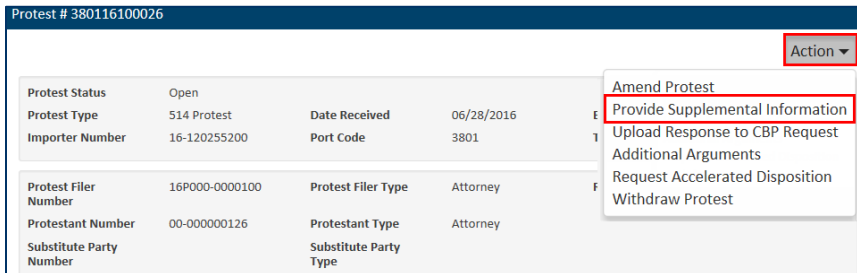 Protest # 380116100026
Action
Amend Protest
Provide Supplemental Information
Upload Response to CBP Request
Additional Arguments
Request Accelerated Disposition
Withdraw Protest
Protest Status Open
Protest Type 514 Protest Date Received 06/28/2016
Importer Number 16-120255200 Port Code 3801
Protest Filer Number 16P000-0000100 Protest Filer Type Attorney
Protestant Number 00-000000126 Protestant Type Attorney
Substitute Party Number Substitute Party Type